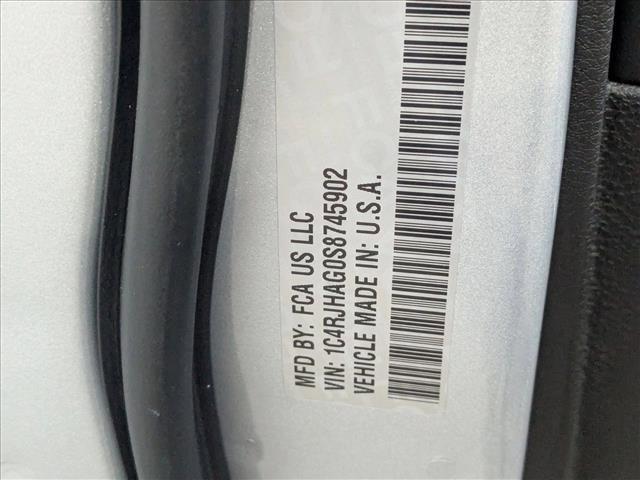 MFD BY: FCA US LLC
VIN: 1C4RJHAG0S8745902
VEHICLE MADE IN: U.S.A.